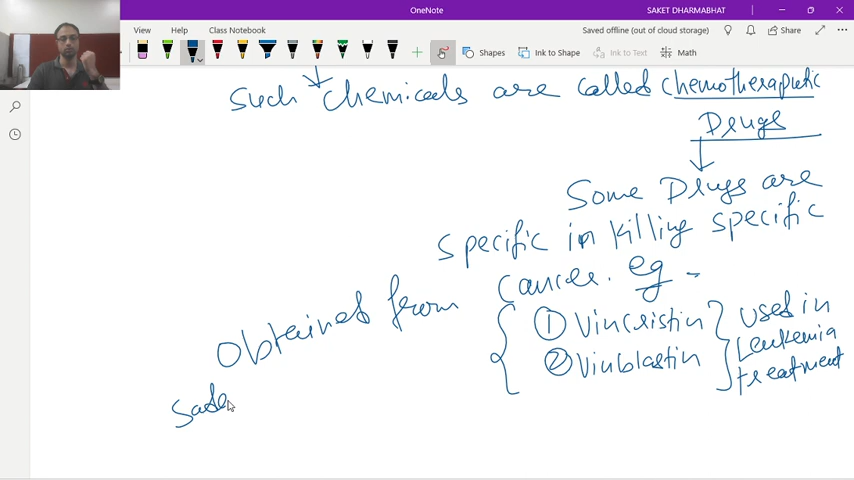 OneNote
SAKET DHARMABHAT
View Help Class Notebook
Saved offline (out of cloud storage) Share
Shapes Ink to Shape Ink to Text Math
such chemicals are called chemotherapeutic
Drugs
Some Drugs are
specific in killing specific
cancer. eg -
Obtained from
① Vincristin
② Vinblastin
used in
Leukemia
treatment
Sada